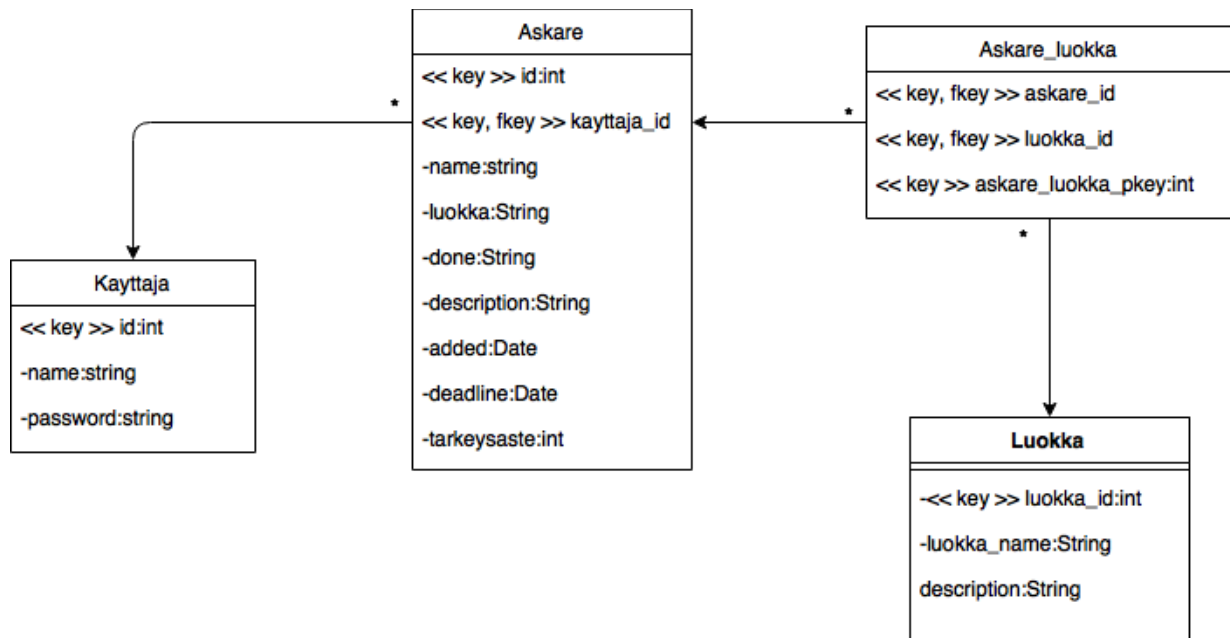 Askare
<< key >> id:int
<< key, fkey >> kayttaja_id
-name:string
-luokka:String
-done:String
-description:String
-added:Date
-deadline:Date
-tarkeysaste:int
*
Askare_luokka
<< key, fkey >> askare_id
<< key, fkey >> luokka_id
<< key >> askare_luokka_pkey:int
*
*
Kayttaja
<< key >> id:int
-name:string
-password:string
Luokka
-<< key >> luokka_id:int
-luokka_name:String
description:String